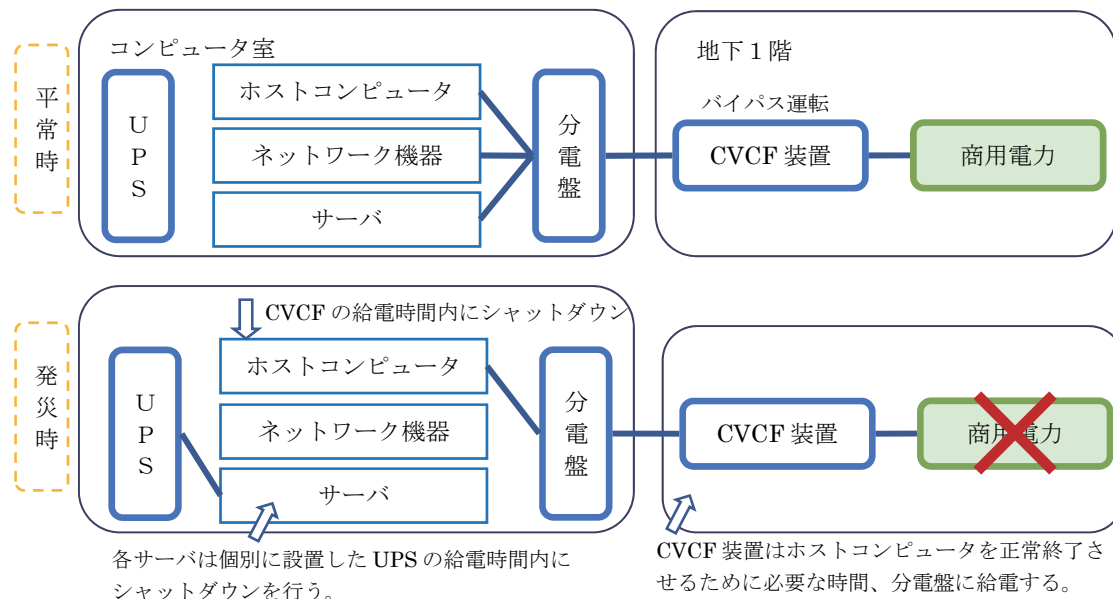 平常時
コンピュータ室
UPS
ホストコンピュータ
ネットワーク機器
サーバ
分電盤
地下１階
バイパス運転
CVCF 装置
商用電力
発災時
CVCF の給電時間内にシャットダウン
UPS
ホストコンピュータ
ネットワーク機器
サーバ
分電盤
CVCF 装置
商用電力
各サーバは個別に設置した UPS の給電時間内に
シャットダウンを行う。
CVCF 装置はホストコンピュータを正常終了さ
せるために必要な時間、分電盤に給電する。